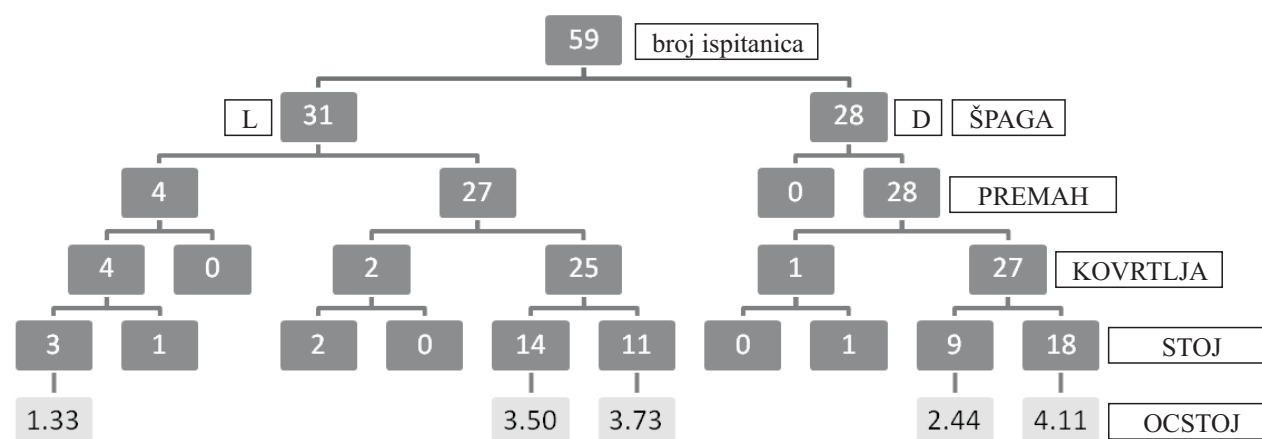 59 broj ispitanica
L 31 28 D ŠPAGA
4 27 0 28 PREMAH
4 0 2 25 1 27 KOVRTLJA
3 1 2 0 14 11 0 1 9 18 STOJ
1.33 3.50 3.73 2.44 4.11 OCSTOJ